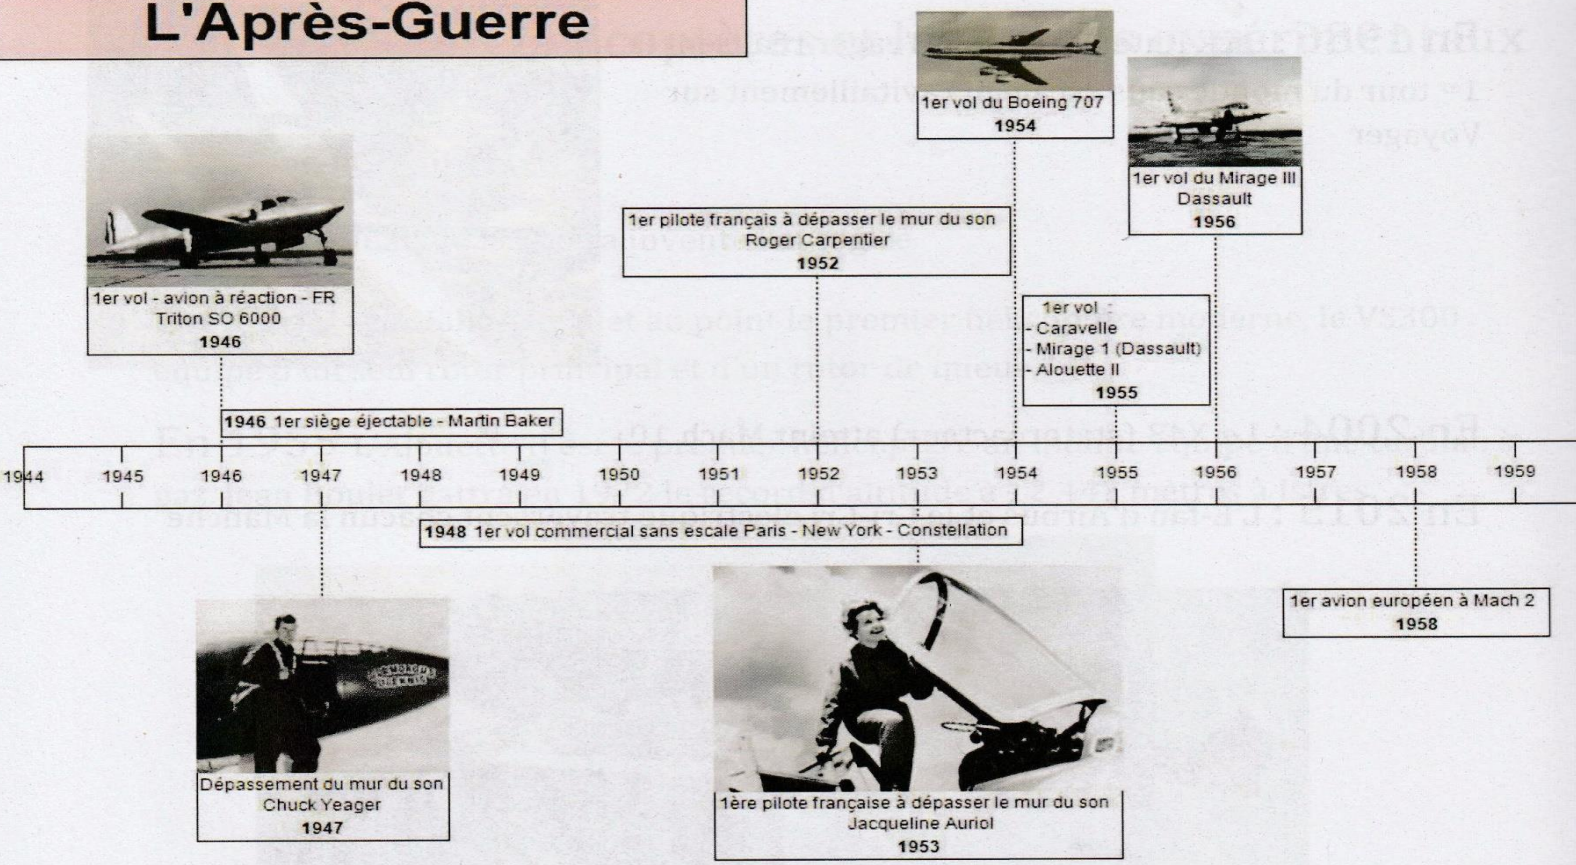 L'Après-Guerre
1er vol du Boeing 707
1954
1er vol du Mirage III
Dassault
1956
1er pilote français à dépasser le mur du son
Roger Carpentier
1952
1er vol - avion à réaction - FR
Triton SO 6000
1946
1er vol
- Caravelle
- Mirage 1 (Dassault)
- Alouette II
1955
1946 1er siège éjectable - Martin Baker
1944 1945 1946 1947 1948 1949 1950 1951 1952 1953 1954 1955 1956 1957 1958 1959
1948 1er vol commercial sans escale Paris - New York - Constellation
1er avion européen à Mach 2
1958
Dépassement du mur du son
Chuck Yeager
1947
1ère pilote française à dépasser le mur du son
Jacqueline Auriol
1953